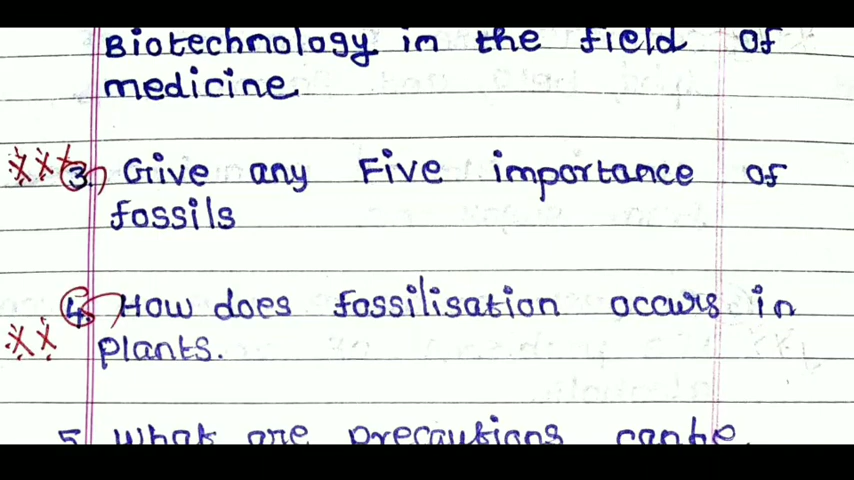 Biotechnology in the field of
medicine
3. Give any Five importance of
fossils
4. How does fossilisation occurs in
plants.
5. What are precautions canbe